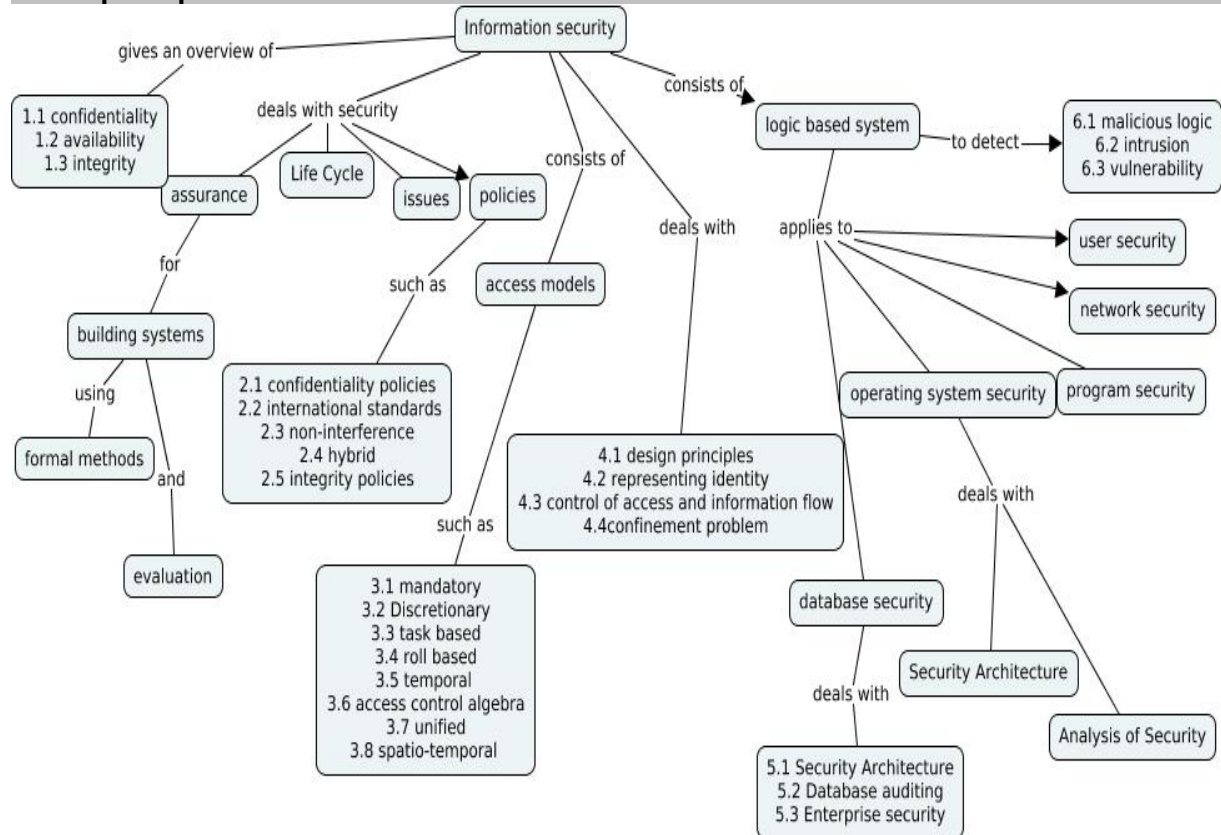 Information security
gives an overview of
consists of
deals with security
1.1 confidentiality
1.2 availability
1.3 integrity
logic based system
6.1 malicious logic
6.2 intrusion
6.3 vulnerability
to detect
consists of
Life Cycle
assurance
issues
policies
deals with
applies to
user security
for
such as
access models
network security
building systems
using
2.1 confidentiality policies
2.2 international standards
2.3 non-interference
2.4 hybrid
2.5 integrity policies
operating system security
program security
formal methods
and
4.1 design principles
4.2 representing identity
4.3 control of access and information flow
4.4confinement problem
deals with
such as
evaluation
3.1 mandatory
3.2 Discretionary
3.3 task based
3.4 roll based
3.5 temporal
3.6 access control algebra
3.7 unified
3.8 spatio-temporal
database security
Security Architecture
deals with
Analysis of Security
5.1 Security Architecture
5.2 Database auditing
5.3 Enterprise security